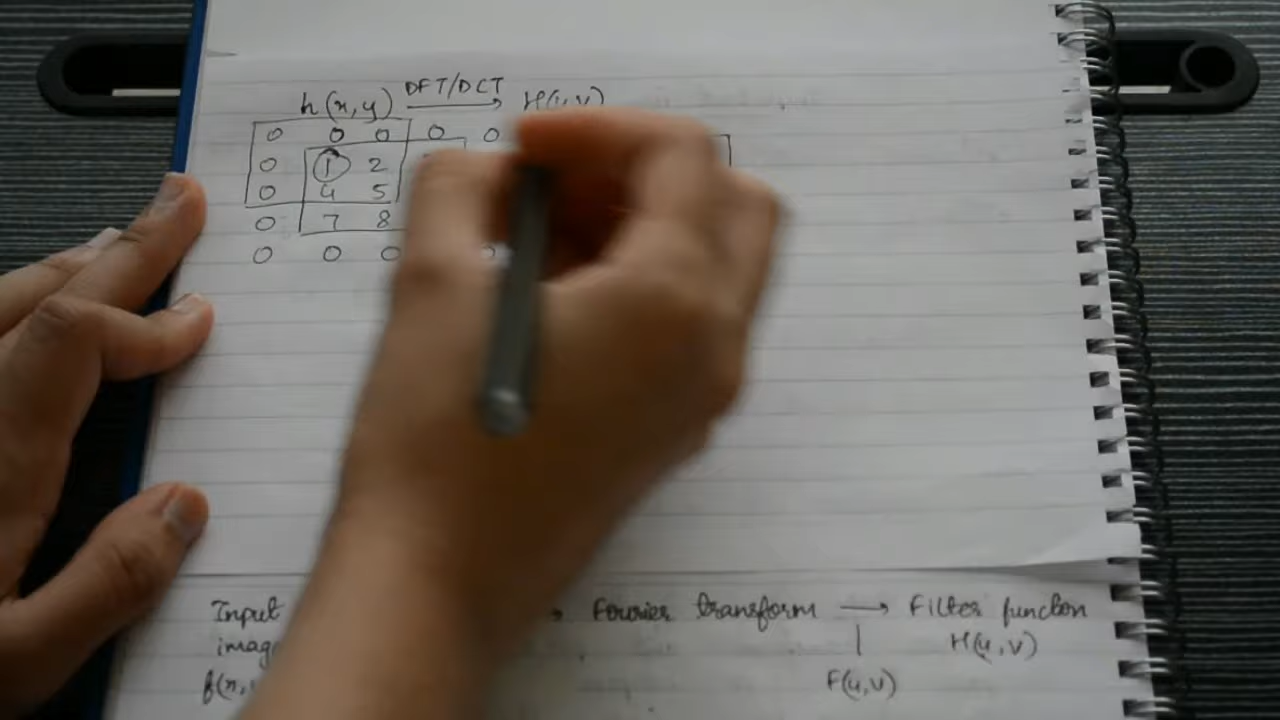 h(x,y) DFT/DCT → H(u,v)
0 0 0 0 0
0 1 2
0 4 5
0 7 8
0 0 0 0
Input → Fourier transform → Filter function
H(u,v)
F(u,v)